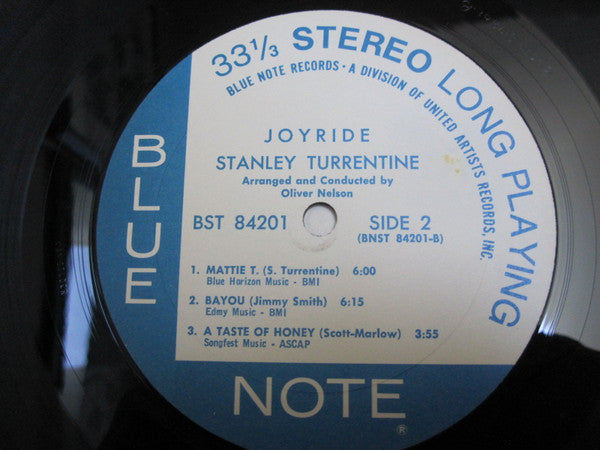 33⅓ STEREO LONG PLAYING
BLUE NOTE RECORDS • A DIVISION OF UNITED ARTISTS RECORDS, INC.
JOYRIDE
STANLEY TURRENTINE
Arranged and Conducted by
Oliver Nelson
BST 84201 SIDE 2
(BNST 84201-B)
1. MATTIE T. (S. Turrentine) 6:00
Blue Horizon Music - BMI
2. BAYOU (Jimmy Smith) 6:15
Edmy Music - BMI
3. A TASTE OF HONEY (Scott-Marlow) 3:55
Songfest Music - ASCAP
BLUE
NOTE ®